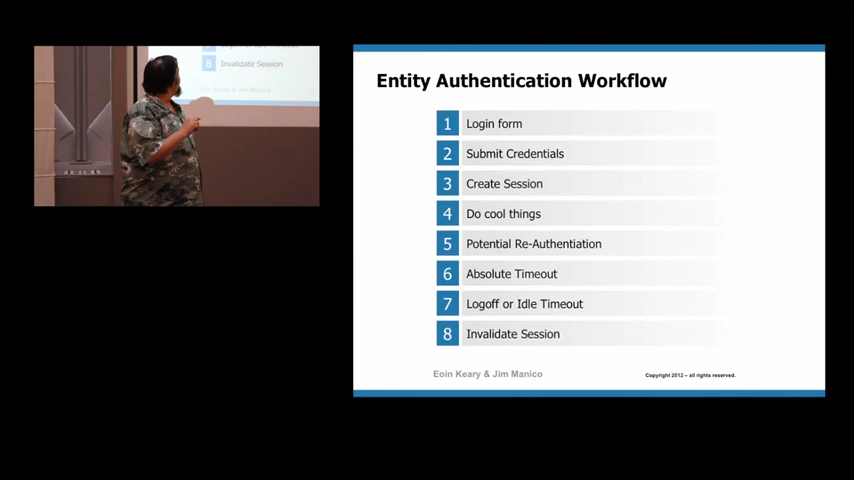 8 Invalidate Session
Entity Authentication Workflow
1 Login form
2 Submit Credentials
3 Create Session
4 Do cool things
5 Potential Re-Authentiation
6 Absolute Timeout
7 Logoff or Idle Timeout
8 Invalidate Session
Eoin Keary & Jim Manico
Copyright 2012 – all rights reserved.